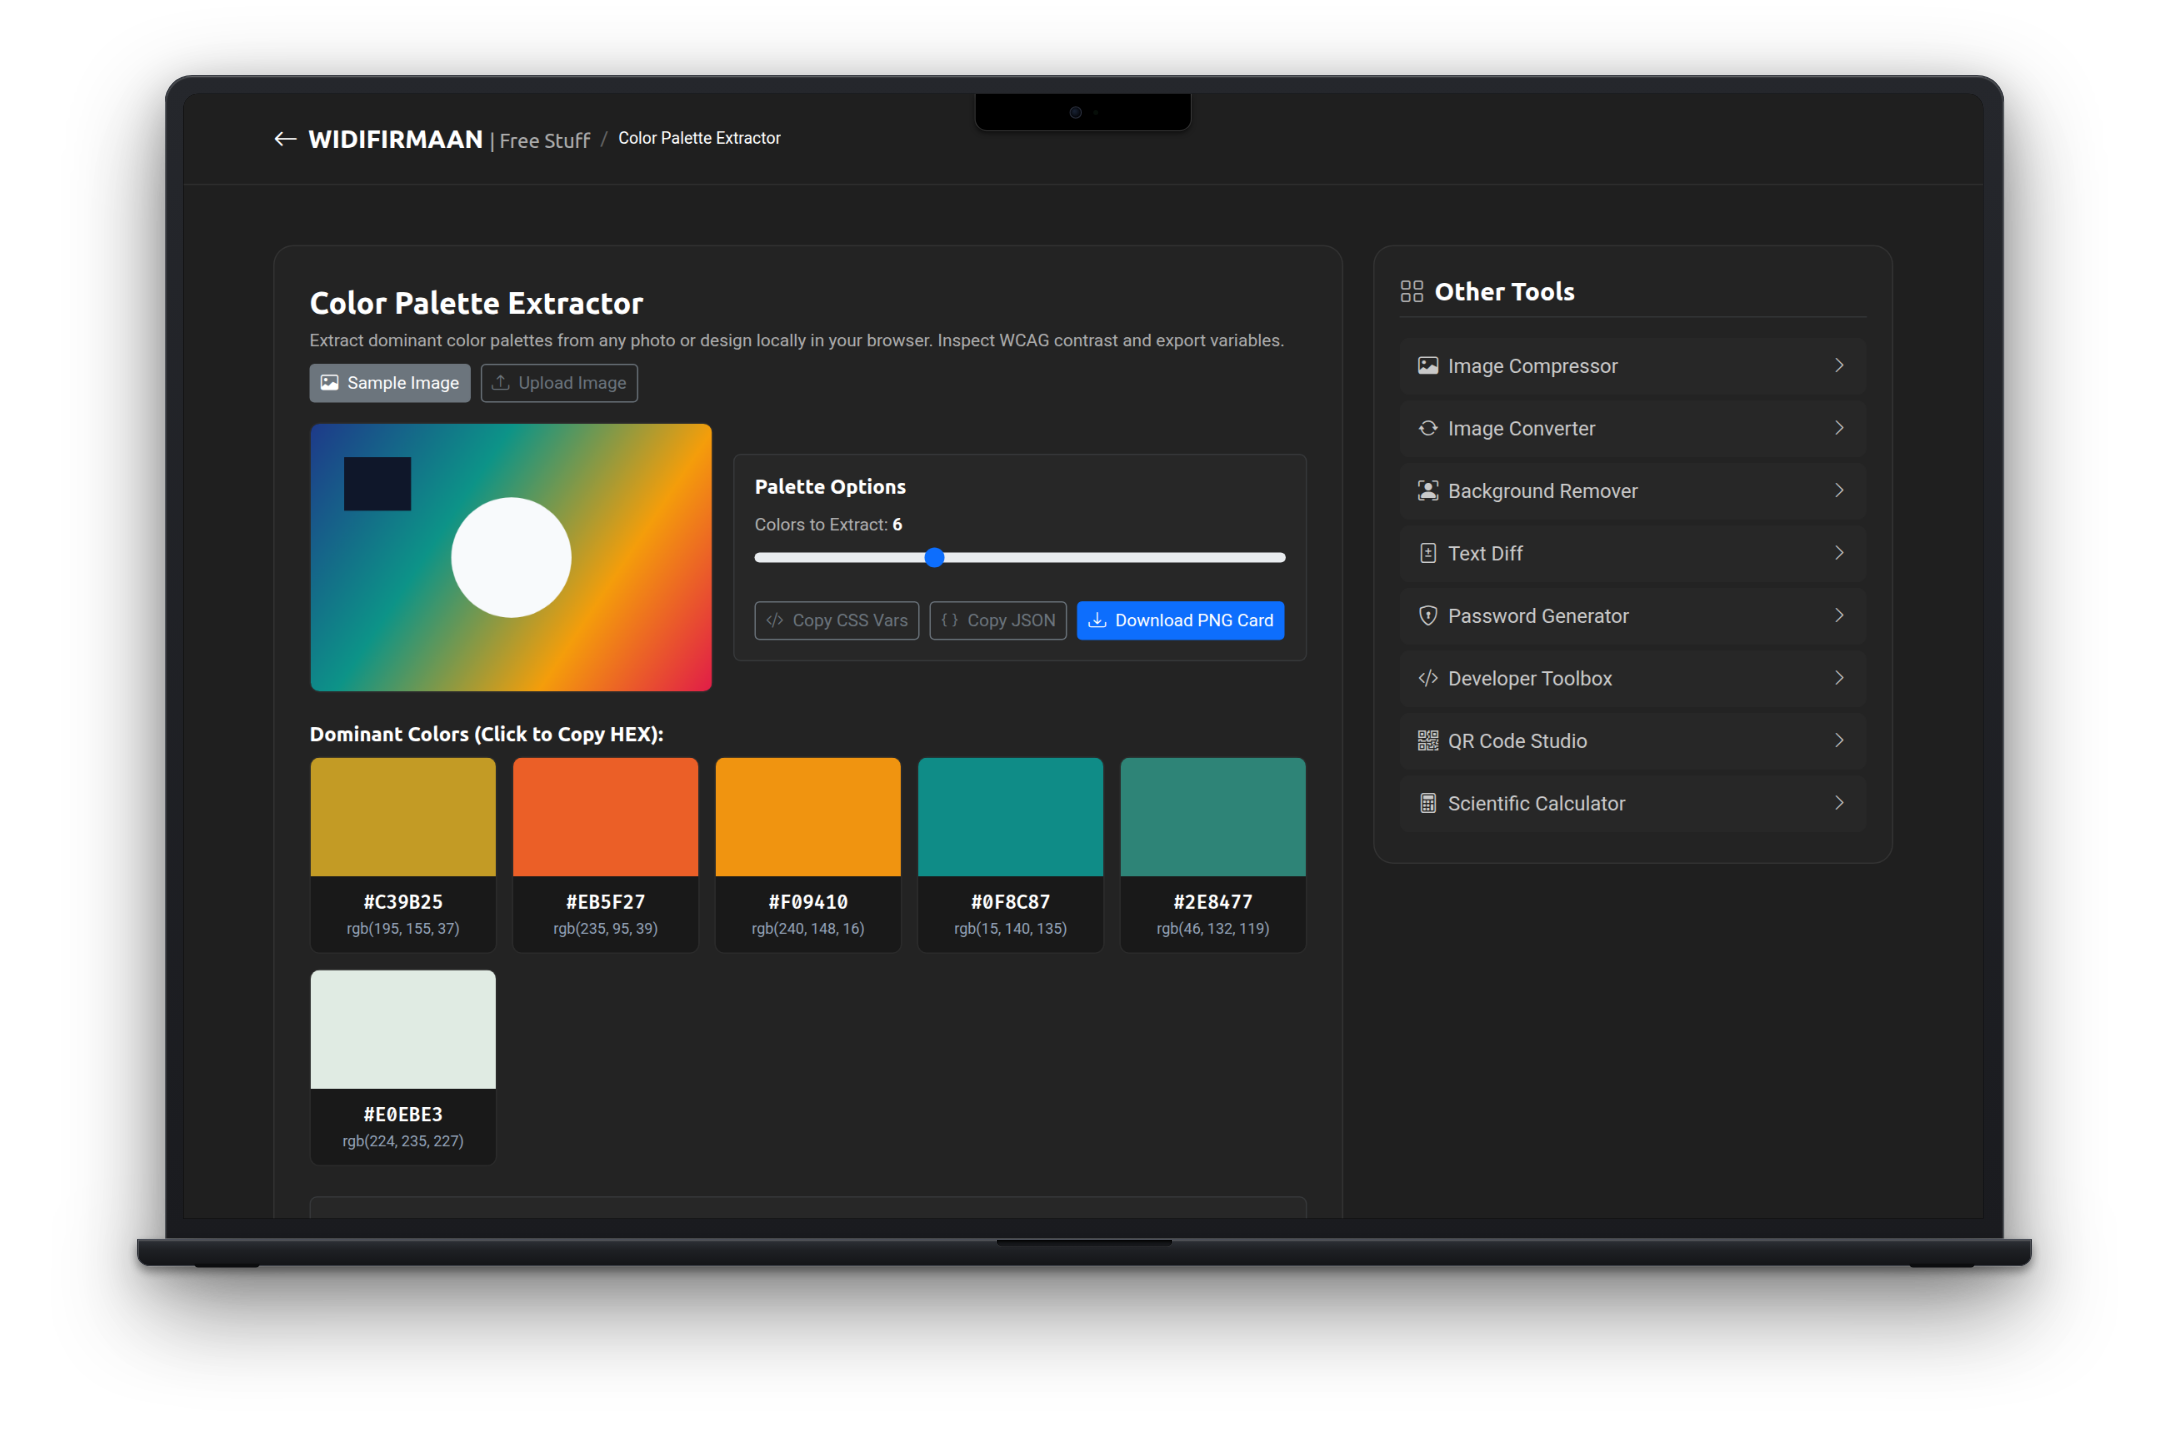 WIDIFIRMAAN | Free Stuff / Color Palette Extractor
Color Palette Extractor
Extract dominant color palettes from any photo or design locally in your browser. Inspect WCAG contrast and export variables.
Sample Image
Upload Image
Palette Options
Colors to Extract: 6
</> Copy CSS Vars
{ } Copy JSON
Download PNG Card
Dominant Colors (Click to Copy HEX):
#C39B25
rgb(195, 155, 37)
#EB5F27
rgb(235, 95, 39)
#F09410
rgb(240, 148, 16)
#0F8C87
rgb(15, 140, 135)
#2E8477
rgb(46, 132, 119)
#E0EBE3
rgb(224, 235, 227)
Other Tools
Image Compressor
Image Converter
Background Remover
Text Diff
Password Generator
</> Developer Toolbox
QR Code Studio
Scientific Calculator